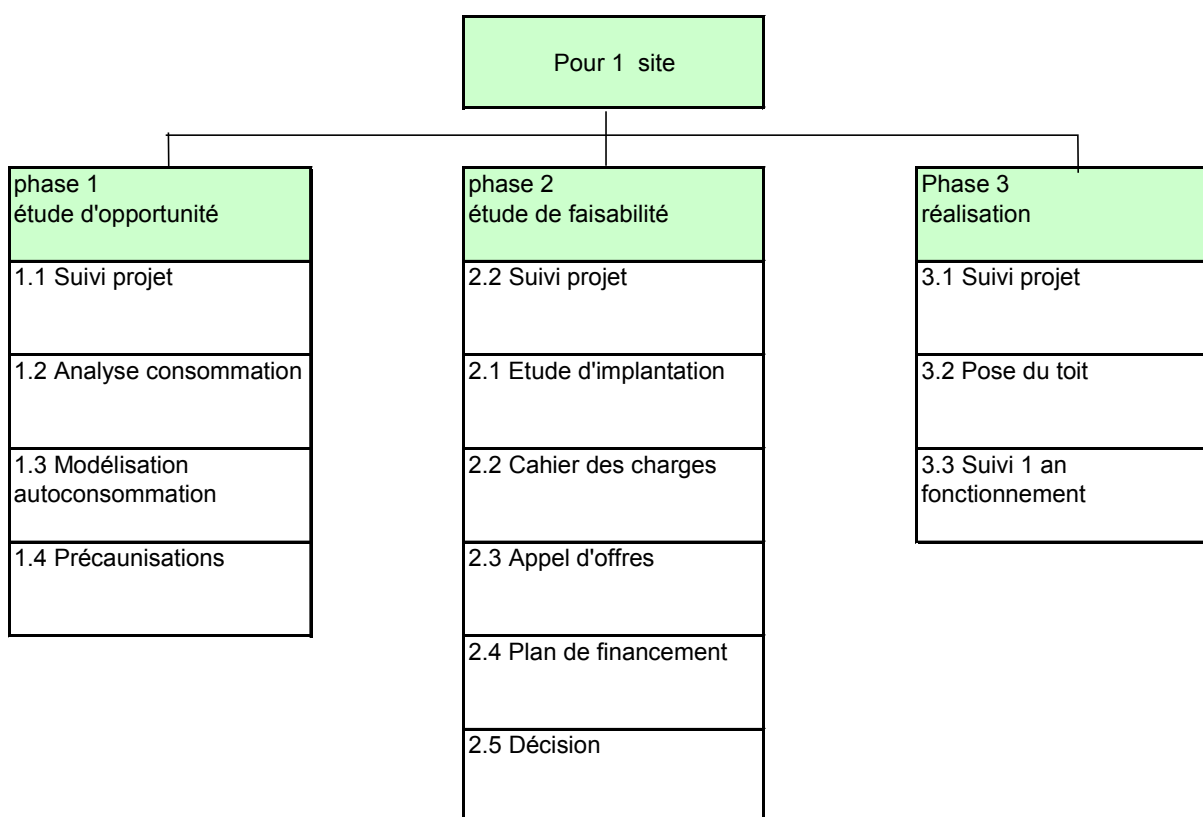 Pour 1 site
phase 1
étude d'opportunité
1.1 Suivi projet
1.2 Analyse consommation
1.3 Modélisation
autoconsommation
1.4 Précaunisations
phase 2
étude de faisabilité
2.2 Suivi projet
2.1 Etude d'implantation
2.2 Cahier des charges
2.3 Appel d'offres
2.4 Plan de financement
2.5 Décision
Phase 3
réalisation
3.1 Suivi projet
3.2 Pose du toit
3.3 Suivi 1 an
fonctionnement